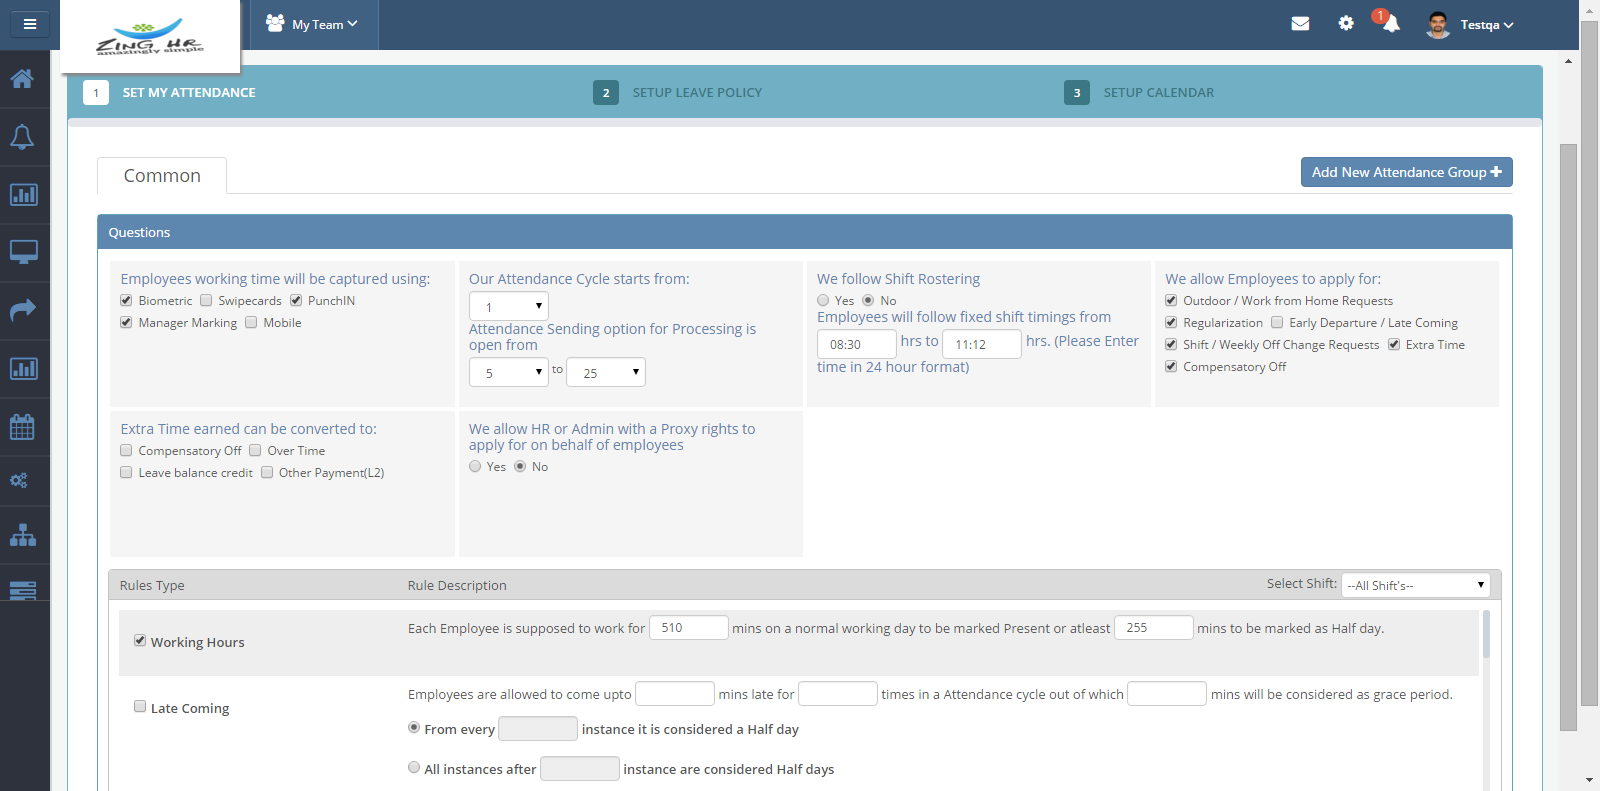 ZING HR
amazingly simple
My Team
1
Testqa
1 SET MY ATTENDANCE
2 SETUP LEAVE POLICY
3 SETUP CALENDAR
Common
Add New Attendance Group
Questions
Employees working time will be captured using:
Biometric Swipecards PunchIN
Manager Marking Mobile
Our Attendance Cycle starts from:
1
Attendance Sending option for Processing is
open from
5 to 25
We follow Shift Rostering
Yes No
Employees will follow fixed shift timings from
08:30 hrs to 11:12 hrs. (Please Enter
time in 24 hour format)
We allow Employees to apply for:
Outdoor / Work from Home Requests
Regularization Early Departure / Late Coming
Shift / Weekly Off Change Requests Extra Time
Compensatory Off
Extra Time earned can be converted to:
Compensatory Off Over Time
Leave balance credit Other Payment(L2)
We allow HR or Admin with a Proxy rights to
apply for on behalf of employees
Yes No
Rules Type Rule Description Select Shift: --All Shift's--
Working Hours
Each Employee is supposed to work for 510 mins on a normal working day to be marked Present or atleast 255 mins to be marked as Half day.
Late Coming
Employees are allowed to come upto mins late for times in a Attendance cycle out of which mins will be considered as grace period.
From every instance it is considered a Half day
All instances after instance are considered Half days